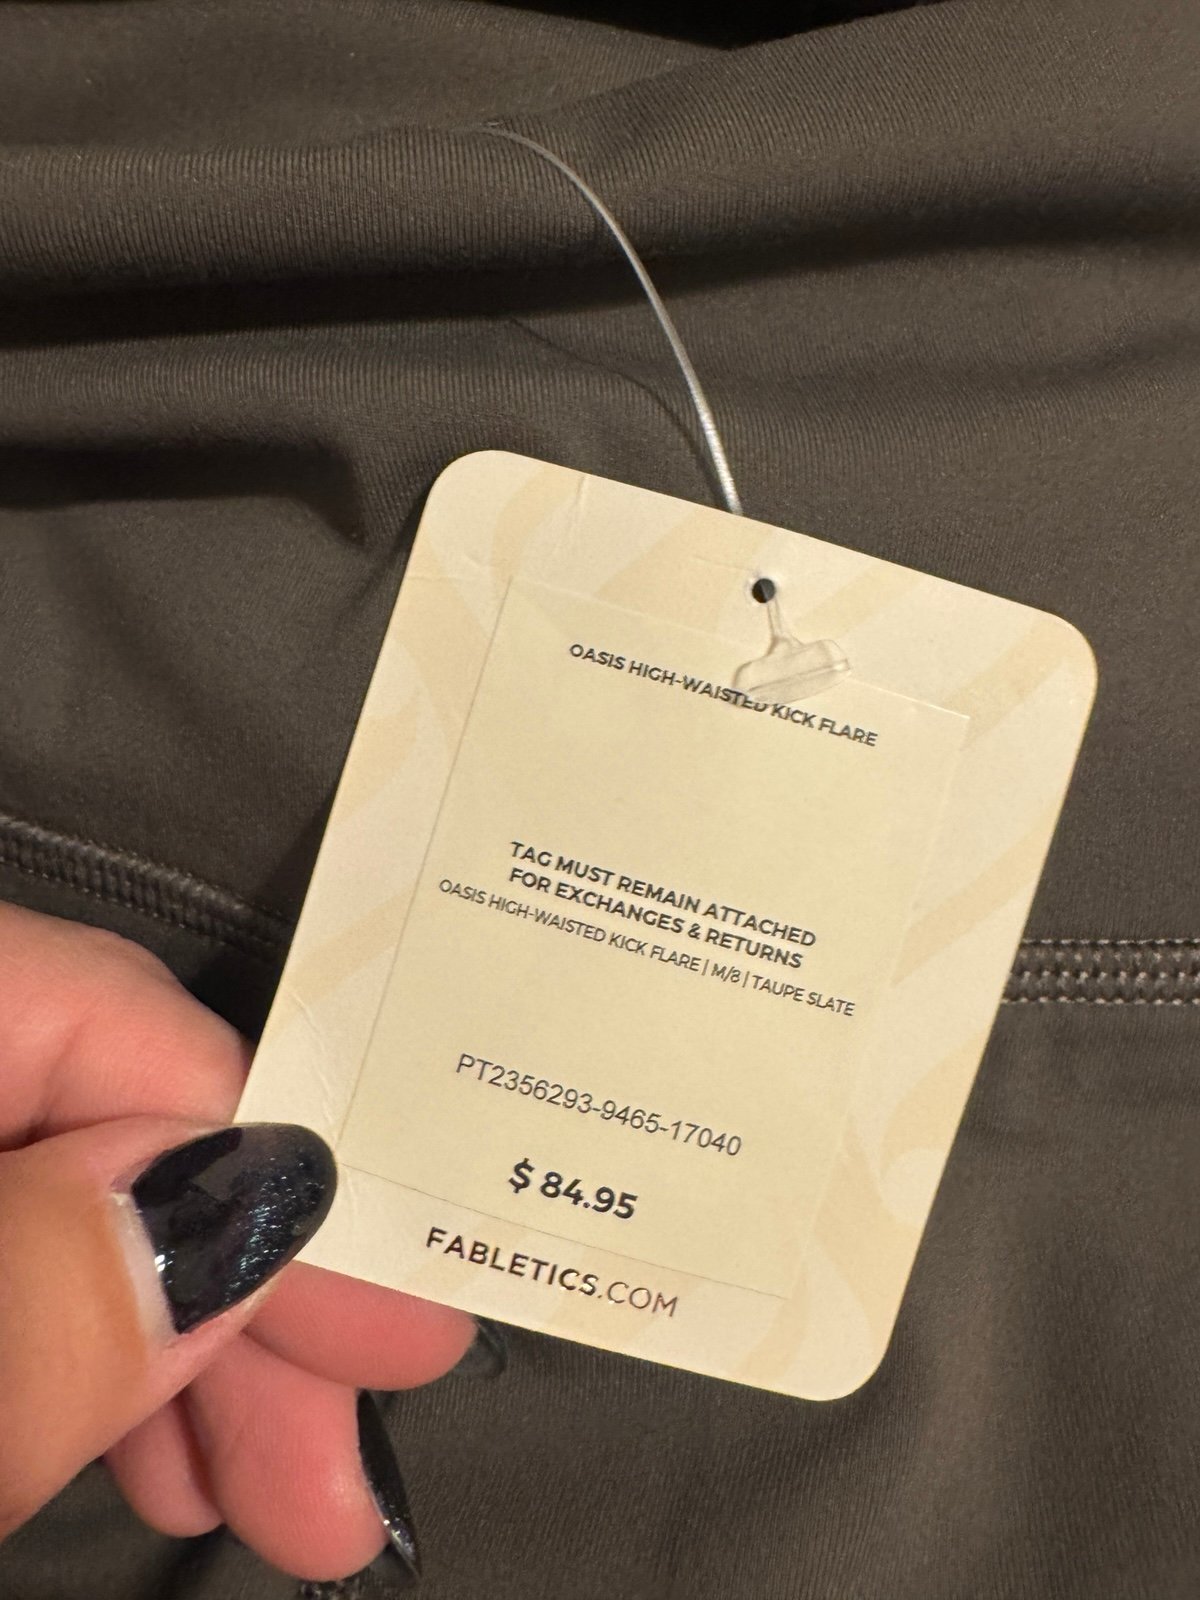 OASIS HIGH-WAISTED KICK FLARE
TAG MUST REMAIN ATTACHED
FOR EXCHANGES & RETURNS
OASIS HIGH-WAISTED KICK FLARE | M/8 | TAUPE SLATE
PT2356293-9465-17040
$ 84.95
FABLETICS.COM